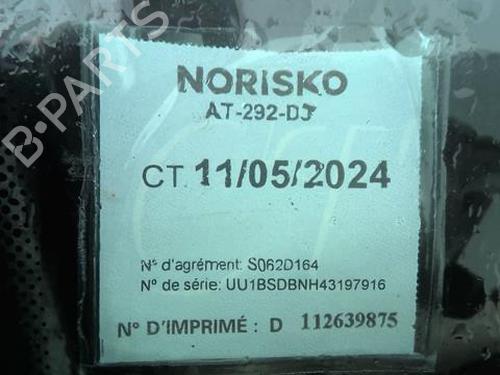 B-PARTS
NORISKO
AT-292-DJ
CT. 11/05/2024
N° d'agrément: S062D164
N° de série: UU1BSDBNH43197916
N° D'IMPRIMÉ : D 112639875